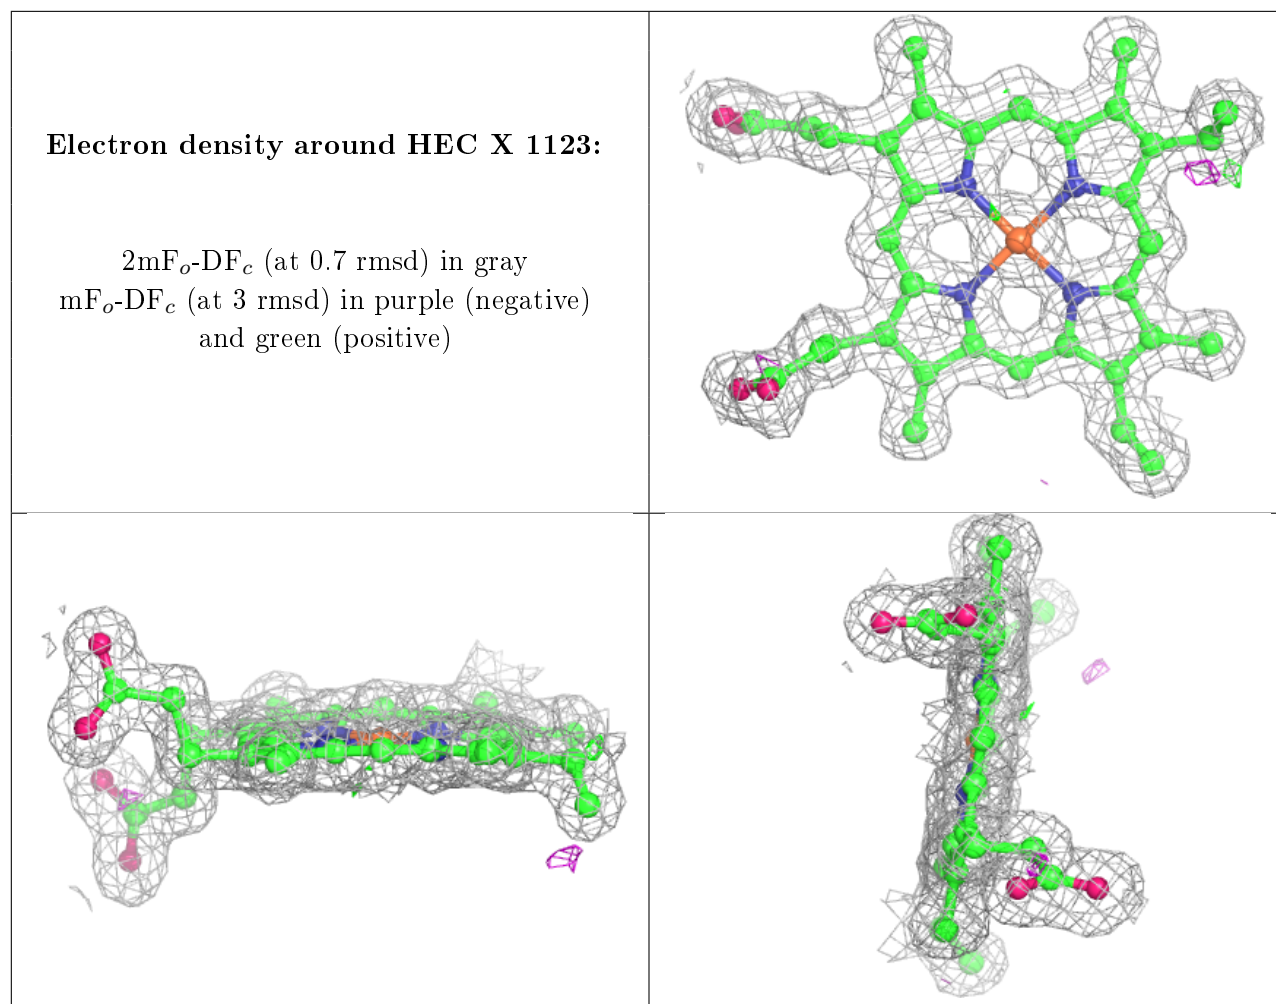 Electron density around HEC X 1123:
2mFo-DFc (at 0.7 rmsd) in gray
mFo-DFc (at 3 rmsd) in purple (negative)
and green (positive)